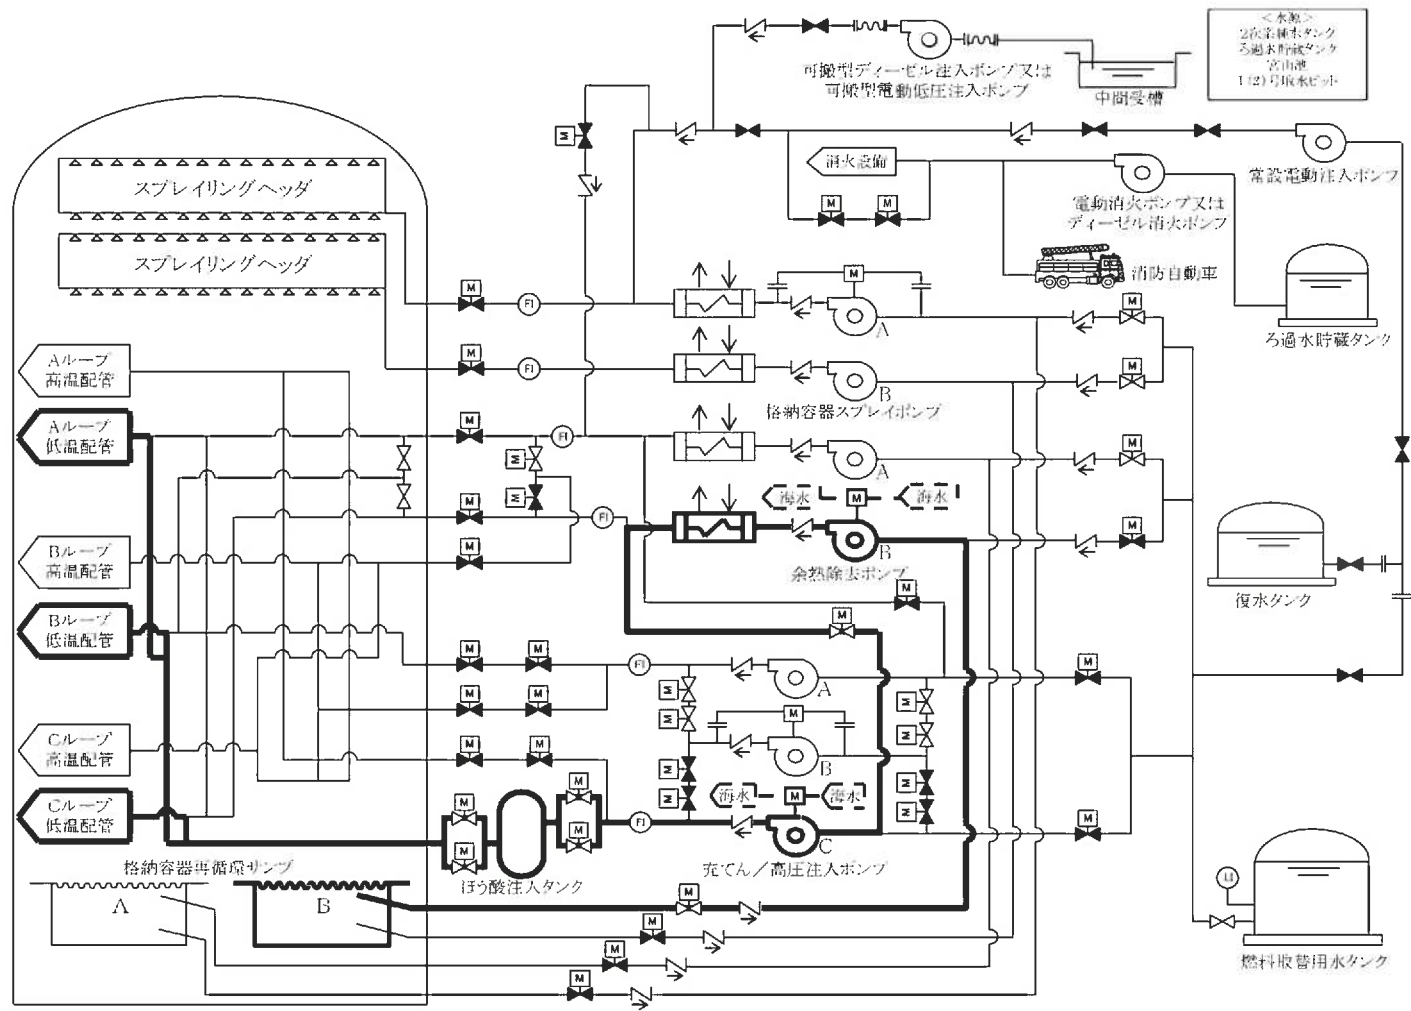 ＜水源＞
2次系純水タンク
ろ過水貯蔵タンク
宮山池
1(2)号取水ピット
可搬型ディーゼル注入ポンプ又は
可搬型電動低圧注入ポンプ
中間受槽
M
消火設備
常設電動注入ポンプ
スプレイリングヘッダ
M
M
電動消火ポンプ又は
ディーゼル消火ポンプ
スプレイリングヘッダ
消防自動車
M
M
FI
A
M
ろ過水貯蔵タンク
Aループ
高温配管
M
FI
B
M
格納容器スプレイポンプ
Aループ
低温配管
M
FI
M
A
M
M
M
FI
海水
M
海水
B
M
余熱除去ポンプ
Bループ
高温配管
M
M
復水タンク
Bループ
低温配管
M
M
M
FI
M
A
M
M
M
M
M
M
M
M
B
Cループ
高温配管
M
M
M
M
M
M
Cループ
低温配管
M
M
M
M
FI
海水
M
海水
C
M
ほう酸注入タンク
充てん／高圧注入ポンプ
格納容器再循環サンプ
A
B
M
M
M
M
LI
燃料取替用水タンク